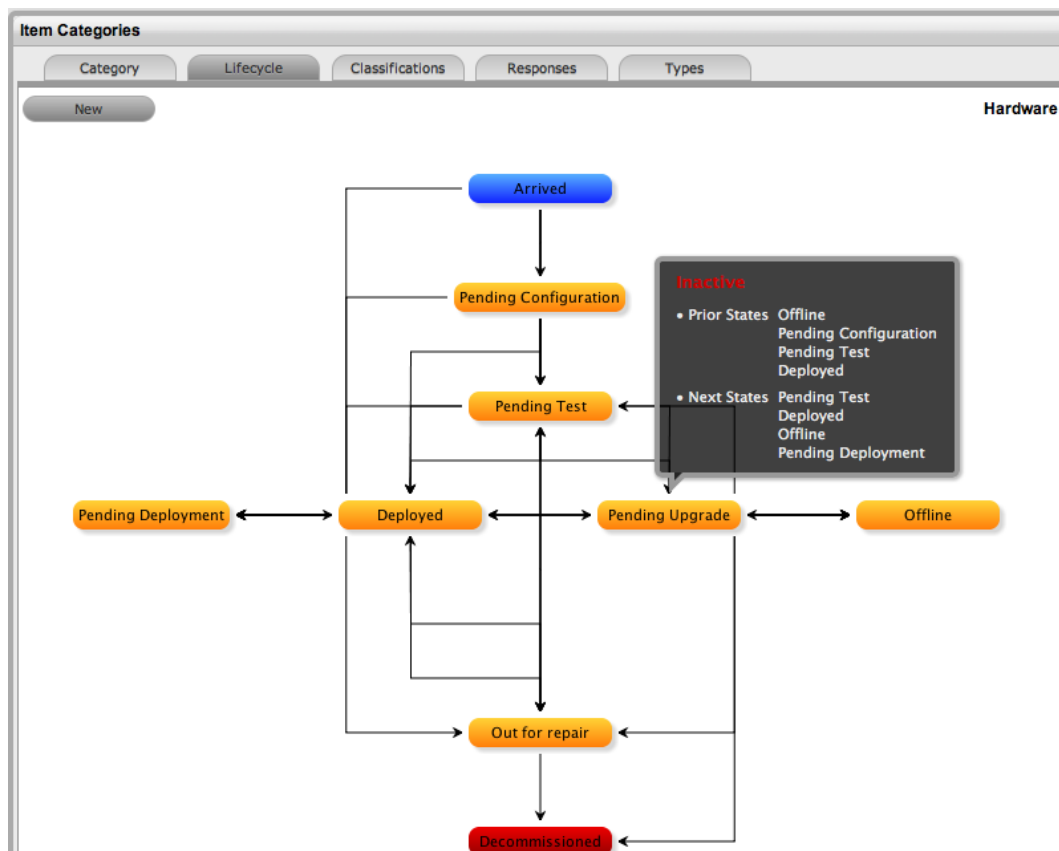 Item Categories
Category Lifecycle Classifications Responses Types
New Hardware
Arrived
Pending Configuration
Inactive
• Prior States Offline
Pending Configuration
Pending Test
Deployed
• Next States Pending Test
Deployed
Offline
Pending Deployment
Pending Test
Pending Deployment Deployed Pending Upgrade Offline
Out for repair
Decommissioned